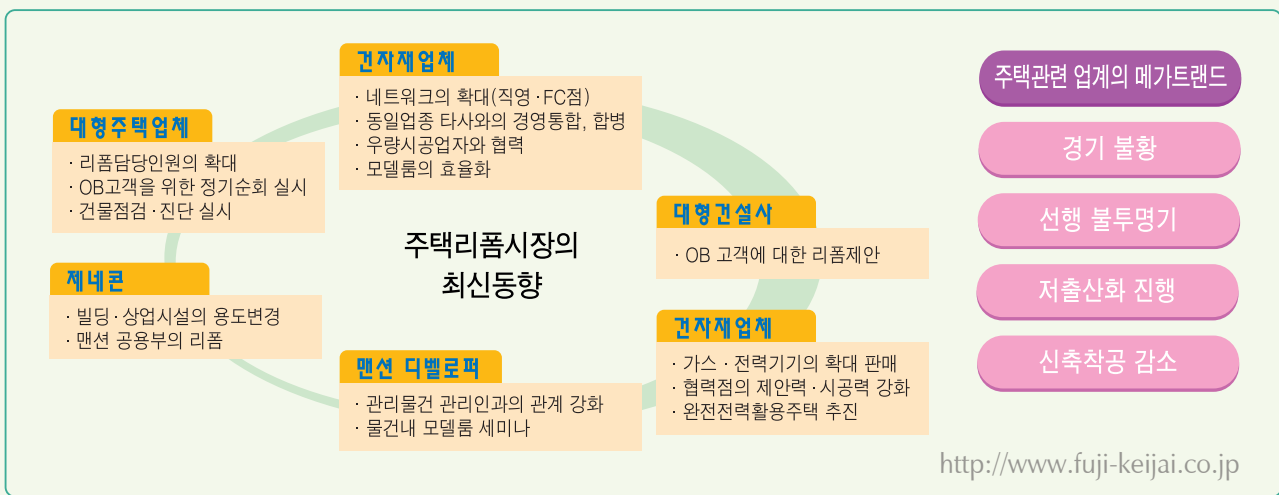 건자재업체
· 네트워크의 확대(직영·FC점)
· 동일업종 타사와의 경영통합, 합병
· 우량시공업자와 협력
· 모델룸의 효율화
대형주택업체
· 리폼담당인원의 확대
· OB고객을 위한 정기순회 실시
· 건물점검·진단 실시
대형건설사
· OB 고객에 대한 리폼제안
주택리폼시장의
최신동향
제네콘
· 빌딩·상업시설의 용도변경
· 맨션 공용부의 리폼
건자재업체
· 가스·전력기기의 확대 판매
· 협력점의 제안력·시공력 강화
· 완전전력활용주택 추진
맨션 디벨로퍼
· 관리물건 관리인과의 관계 강화
· 물건내 모델룸 세미나
주택관련 업계의 메가트랜드
경기 불황
선행 불투명기
저출산화 진행
신축착공 감소
http://www.fuji-keijai.co.jp